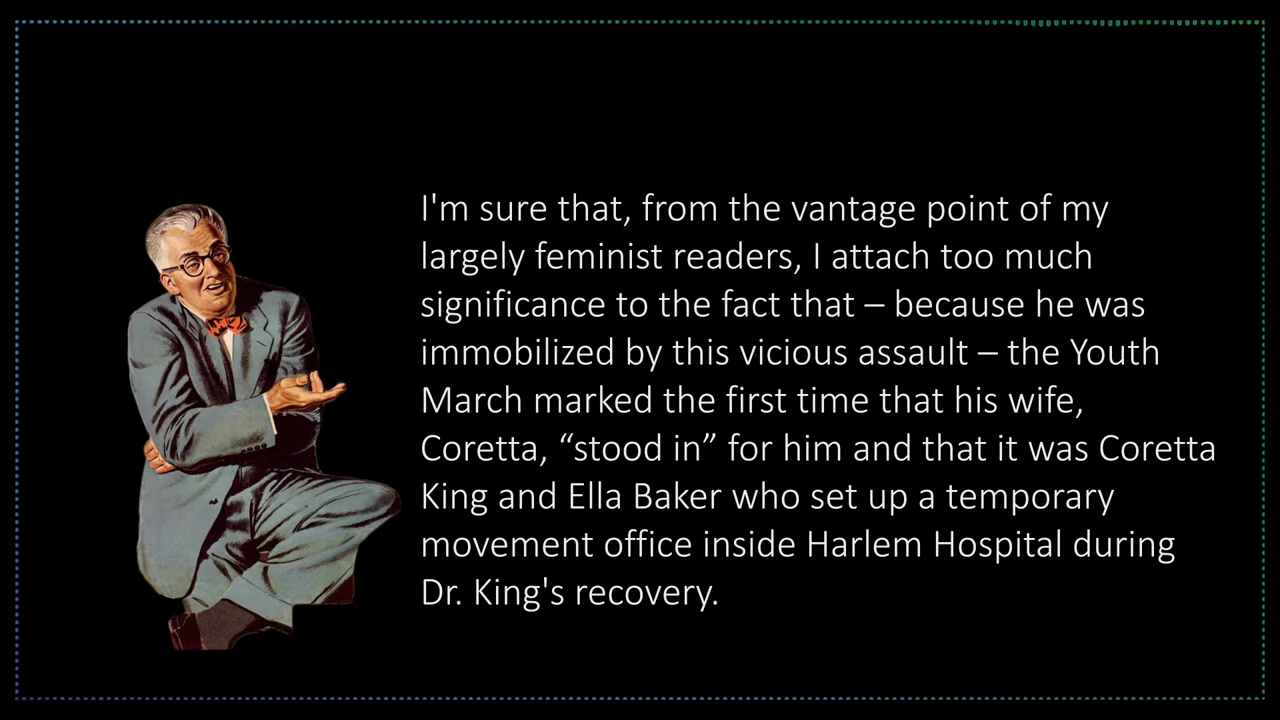 I'm sure that, from the vantage point of my
largely feminist readers, I attach too much
significance to the fact that – because he was
immobilized by this vicious assault – the Youth
March marked the first time that his wife,
Coretta, “stood in” for him and that it was Coretta
King and Ella Baker who set up a temporary
movement office inside Harlem Hospital during
Dr. King's recovery.